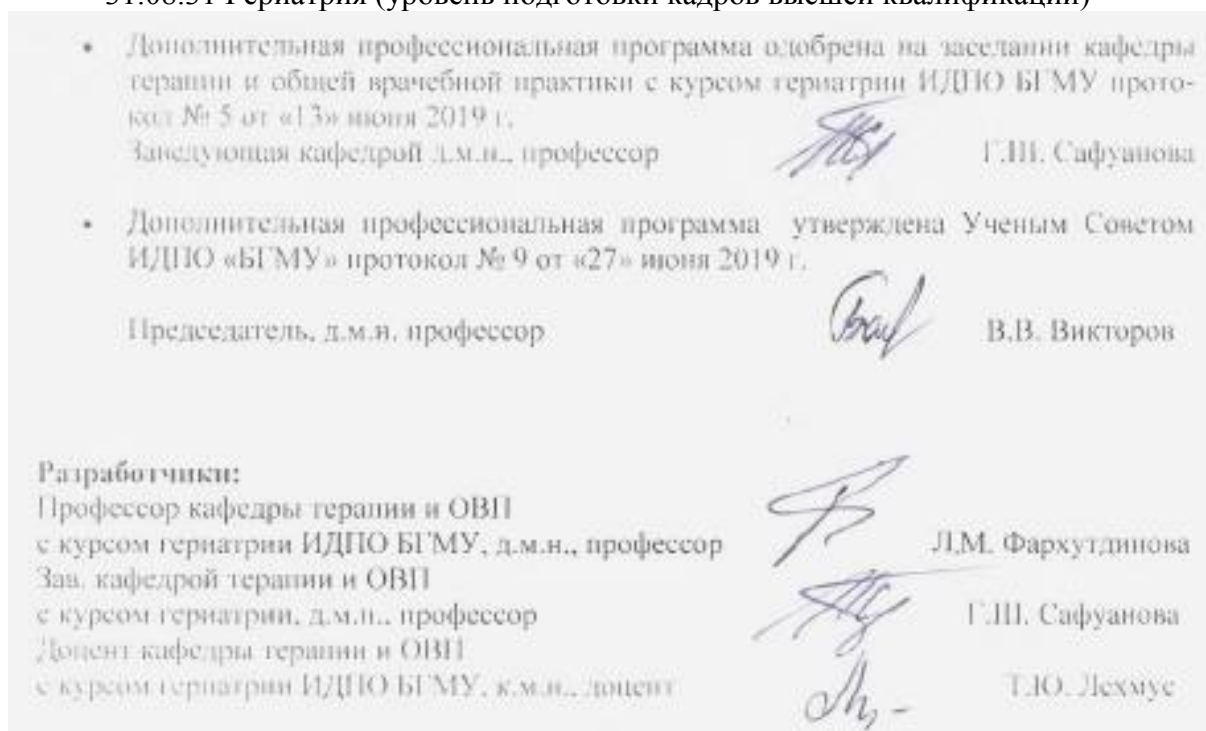 31.08.31 Гериатрия (уровень подготовки кадров высшей квалификации)
• Дополнительная профессиональная программа одобрена на заседании кафедры
терапии и общей врачебной практики с курсом гериатрии ИДПО БГМУ прото-
кол № 5 от «13» июня 2019 г.
Заведующая кафедрой д.м.н., профессор Г.Ш. Сафуанова
• Дополнительная профессиональная программа утверждена Ученым Советом
ИДПО «БГМУ» протокол № 9 от «27» июня 2019 г.
Председатель, д.м.н. профессор В.В. Викторов
Разработчики:
Профессор кафедры терапии и ОВП
с курсом гериатрии ИДПО БГМУ, д.м.н., профессор Л.М. Фархутдинова
Зав. кафедрой терапии и ОВП
с курсом гериатрии, д.м.н., профессор Г.Ш. Сафуанова
Доцент кафедры терапии и ОВП
с курсом гериатрии ИДПО БГМУ, к.м.н., доцент Т.Ю. Лехмус